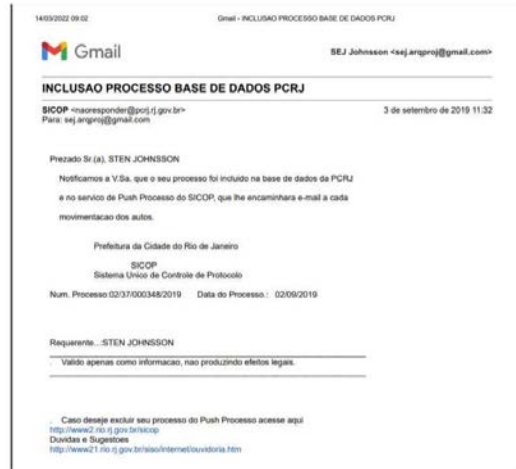 14/03/2022 09:02 Gmail - INCLUSAO PROCESSO BASE DE DADOS PCRJ
Gmail SEJ Johnsson <sej.arqproj@gmail.com>
INCLUSAO PROCESSO BASE DE DADOS PCRJ
SICOP <naoresponder@pcrj.rj.gov.br> 3 de setembro de 2019 11:32
Para: sej.arqproj@gmail.com
Prezado Sr.(a), STEN JOHNSSON
Notificamos a V.Sa. que o seu processo foi incluido na base de dados da PCRJ
e no servico de Push Processo do SICOP, que lhe encaminhara e-mail a cada
movimentacao dos autos.
Prefeitura da Cidade do Rio de Janeiro
SICOP
Sistema Unico de Controle de Protocolo
Num. Processo:02/37/000348/2019 Data do Processo.: 02/09/2019
Requerente...:STEN JOHNSSON
. Valido apenas como informacao, nao produzindo efeitos legais.
. Caso deseje excluir seu processo do Push Processo acesse aqui
http://www2.rio.rj.gov.br/sicop
Duvidas e Sugestoes
http://www21.rio.rj.gov.br/siso/internet/ouvidoria.htm